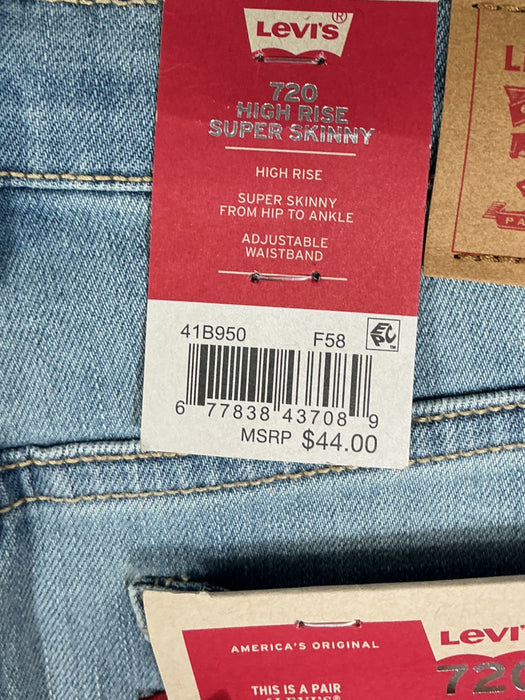 LEVI'S®
720
HIGH RISE
SUPER SKINNY
HIGH RISE
SUPER SKINNY
FROM HIP TO ANKLE
ADJUSTABLE
WAISTBAND
41B950 F58
EPC™
6 77838 43708 9
MSRP $44.00
AMERICA'S ORIGINAL
THIS IS A PAIR
LEVI'
720